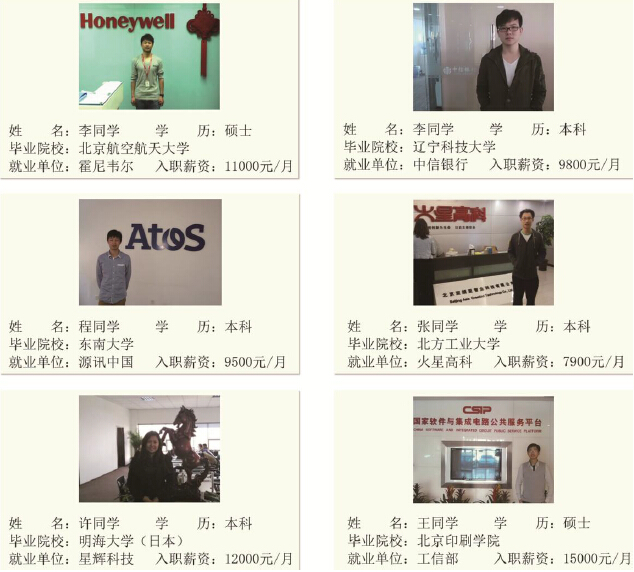 Honeywell
姓 名：李同学 学 历：硕士
毕业院校：北京航空航天大学
就业单位：霍尼韦尔 入职薪资：11000元/月
姓 名：李同学 学 历：本科
毕业院校：辽宁科技大学
就业单位：中信银行 入职薪资：9800元/月
AtoS
姓 名：程同学 学 历：本科
毕业院校：东南大学
就业单位：源讯中国 入职薪资：9500元/月
火星高科
姓 名：张同学 学 历：本科
毕业院校：北方工业大学
就业单位：火星高科 入职薪资：7900元/月
姓 名：许同学 学 历：本科
毕业院校：明海大学（日本）
就业单位：星辉科技 入职薪资：12000元/月
CSIP
国家软件与集成电路公共服务平台
CHINA SOFTWARE AND INTEGRATED CIRCUIT PUBLIC SERVICE PLATFORM
姓 名：王同学 学 历：硕士
毕业院校：北京印刷学院
就业单位：工信部 入职薪资：15000元/月